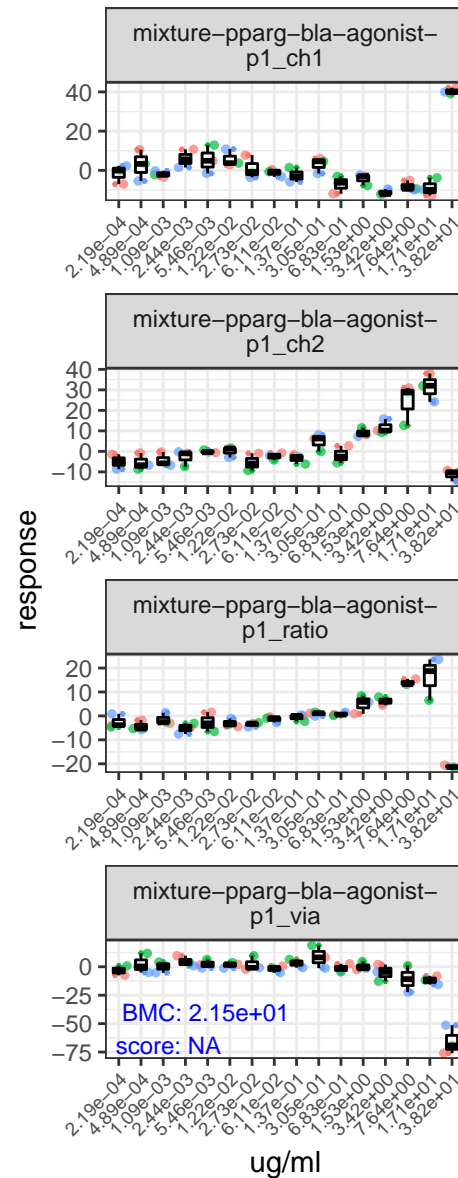 mixture−pparg−bla−agonist−
p1_ch1
40
20
0
2.19e−04
4.89e−04
1.09e−03
2.44e−03
5.46e−03
1.22e−02
2.73e−02
6.11e−02
1.37e−01
3.05e−01
6.83e−01
1.53e+00
3.42e+00
7.64e+00
1.71e+01
3.82e+01
mixture−pparg−bla−agonist−
p1_ch2
40
30
20
10
0
−10
2.19e−04
4.89e−04
1.09e−03
2.44e−03
5.46e−03
1.22e−02
2.73e−02
6.11e−02
1.37e−01
3.05e−01
6.83e−01
1.53e+00
3.42e+00
7.64e+00
1.71e+01
3.82e+01
response
mixture−pparg−bla−agonist−
p1_ratio
20
10
0
−10
−20
2.19e−04
4.89e−04
1.09e−03
2.44e−03
5.46e−03
1.22e−02
2.73e−02
6.11e−02
1.37e−01
3.05e−01
6.83e−01
1.53e+00
3.42e+00
7.64e+00
1.71e+01
3.82e+01
mixture−pparg−bla−agonist−
p1_via
0
−25
−50
−75
BMC: 2.15e+01
score: NA
2.19e−04
4.89e−04
1.09e−03
2.44e−03
5.46e−03
1.22e−02
2.73e−02
6.11e−02
1.37e−01
3.05e−01
6.83e−01
1.53e+00
3.42e+00
7.64e+00
1.71e+01
3.82e+01
ug/ml